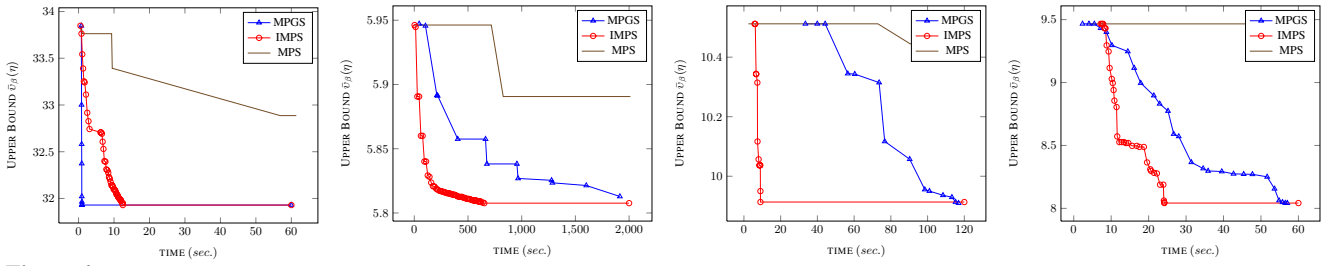 34
33.5
33
32.5
32
0 10 20 30 40 50 60
UPPER BOUND v̄β(η)
TIME (sec.)
MPGS
IMPS
MPS
5.95
5.9
5.85
5.8
0 500 1,000 1,500 2,000
UPPER BOUND v̄β(η)
TIME (sec.)
MPGS
IMPS
MPS
10.4
10.2
10
0 20 40 60 80 100 120
UPPER BOUND v̄β(η)
TIME (sec.)
MPGS
IMPS
MPS
9.5
9
8.5
8
0 10 20 30 40 50 60
UPPER BOUND v̄β(η)
TIME (sec.)
MPGS
IMPS
MPS